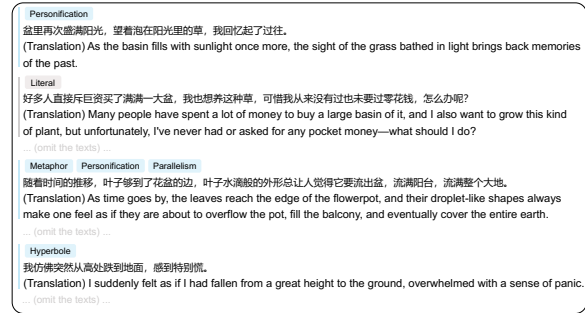 Personification
盆里再次盛满阳光，望着泡在阳光里的草，我回忆起了过往。
(Translation) As the basin fills with sunlight once more, the sight of the grass bathed in light brings back memories
of the past.
Literal
好多人直接斥巨资买了满满一大盆，我也想养这种草，可惜我从来没有过也未要过零花钱，怎么办呢？
(Translation) Many people have spent a lot of money to buy a large basin of it, and I also want to grow this kind
of plant, but unfortunately, I've never had or asked for any pocket money—what should I do?
... (omit the texts) ...
Metaphor Personification Parallelism
随着时间的推移，叶子够到了花盆的边，叶子水滴般的外形总让人觉得它要流出盆，流满阳台，流满整个大地。
(Translation) As time goes by, the leaves reach the edge of the flowerpot, and their droplet-like shapes always
make one feel as if they are about to overflow the pot, fill the balcony, and eventually cover the entire earth.
... (omit the texts) ...
Hyperbole
我仿佛突然从高处跌到地面，感到特别慌。
(Translation) I suddenly felt as if I had fallen from a great height to the ground, overwhelmed with a sense of panic.
... (omit the texts) ...